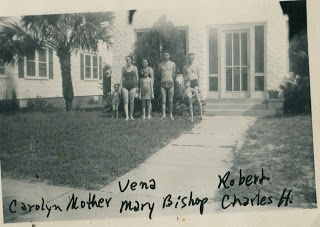 Vena Robert
Carolyn Mother Mary Bishop Charles H.